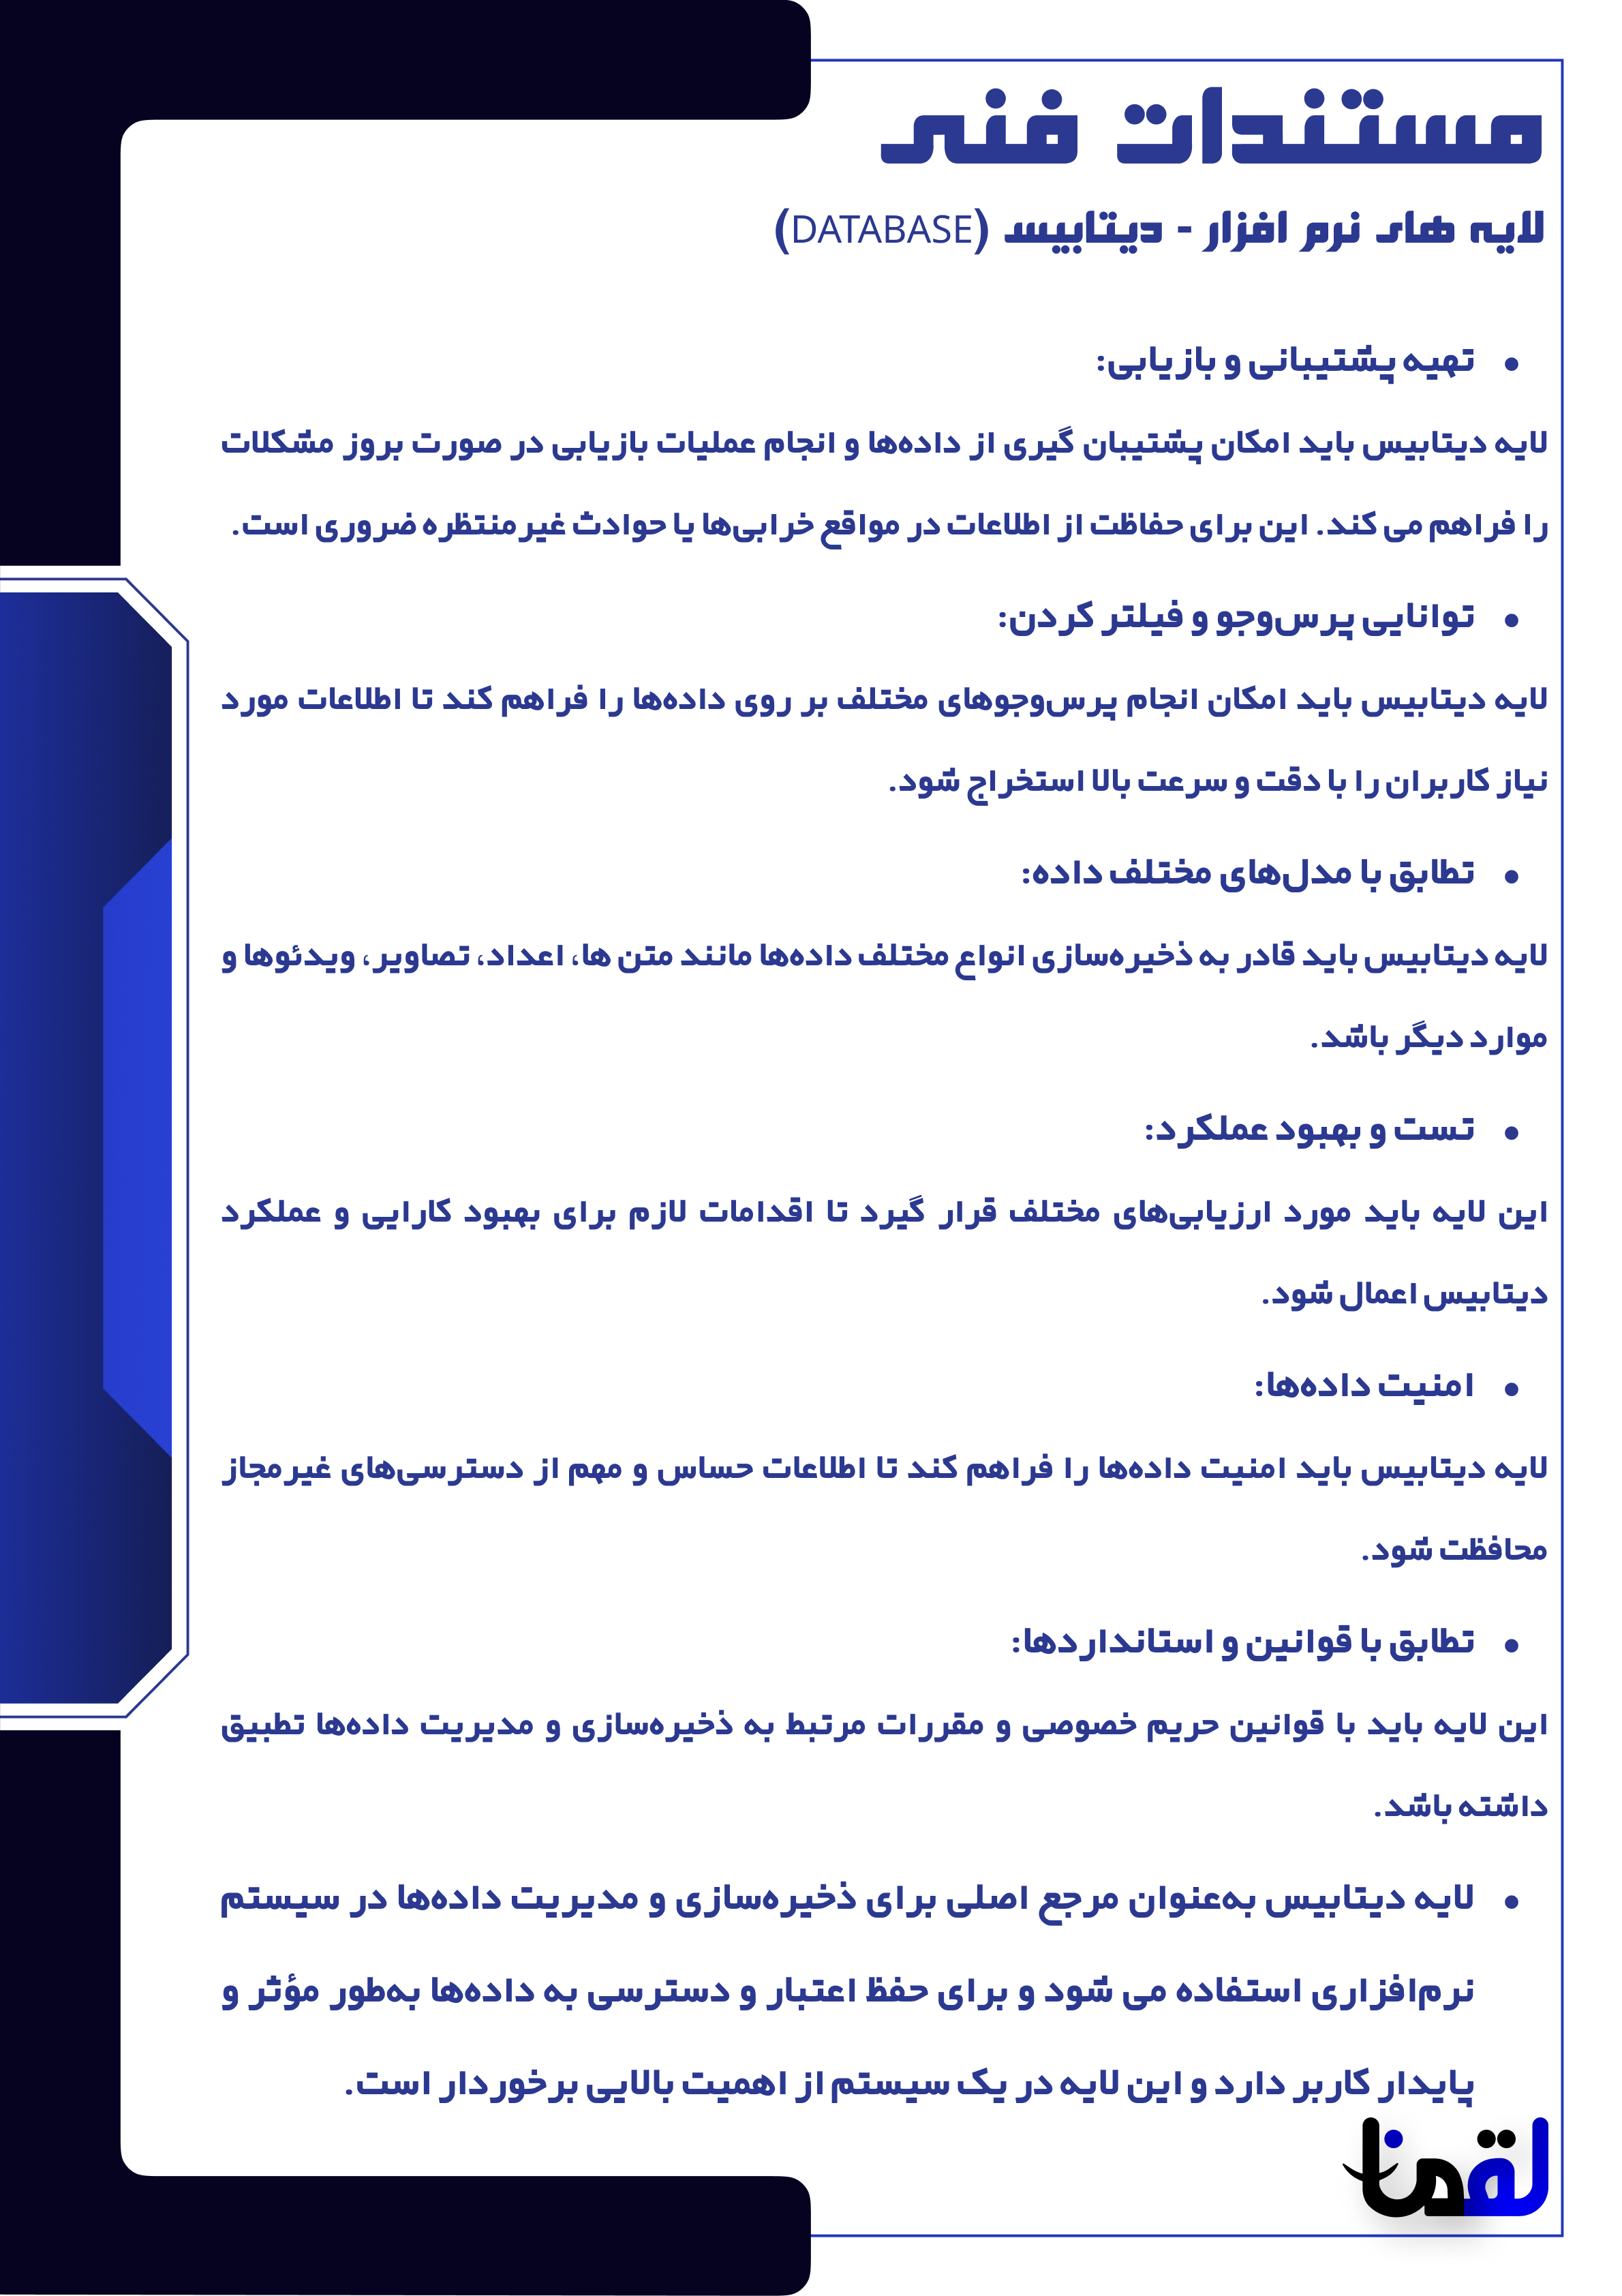 مستندات فنی
لایه های نرم افزار - دیتابیس (DATABASE)
• تهیه پشتیبانی و بازیابی:
لایه دیتابیس باید امکان پشتیبان گیری از داده‌ها و انجام عملیات بازیابی در صورت بروز مشکلات
را فراهم می کند. این برای حفاظت از اطلاعات در مواقع خرابی‌ها یا حوادث غیرمنتظره ضروری است.
• توانایی پرس‌وجو و فیلتر کردن:
لایه دیتابیس باید امکان انجام پرس‌وجوهای مختلف بر روی داده‌ها را فراهم کند تا اطلاعات مورد
نیاز کاربران را با دقت و سرعت بالا استخراج شود.
• تطابق با مدل‌های مختلف داده:
لایه دیتابیس باید قادر به ذخیره‌سازی انواع مختلف داده‌ها مانند متن ها، اعداد، تصاویر، ویدئوها و
موارد دیگر باشد.
• تست و بهبود عملکرد:
این لایه باید مورد ارزیابی‌های مختلف قرار گیرد تا اقدامات لازم برای بهبود کارایی و عملکرد
دیتابیس اعمال شود.
• امنیت داده‌ها:
لایه دیتابیس باید امنیت داده‌ها را فراهم کند تا اطلاعات حساس و مهم از دسترسی‌های غیرمجاز
محافظت شود.
• تطابق با قوانین و استانداردها:
این لایه باید با قوانین حریم خصوصی و مقررات مرتبط به ذخیره‌سازی و مدیریت داده‌ها تطبیق
داشته باشد.
• لایه دیتابیس به‌عنوان مرجع اصلی برای ذخیره‌سازی و مدیریت داده‌ها در سیستم
نرم‌افزاری استفاده می شود و برای حفظ اعتبار و دسترسی به داده‌ها به‌طور مؤثر و
پایدار کاربر دارد و این لایه در یک سیستم از اهمیت بالایی برخوردار است.